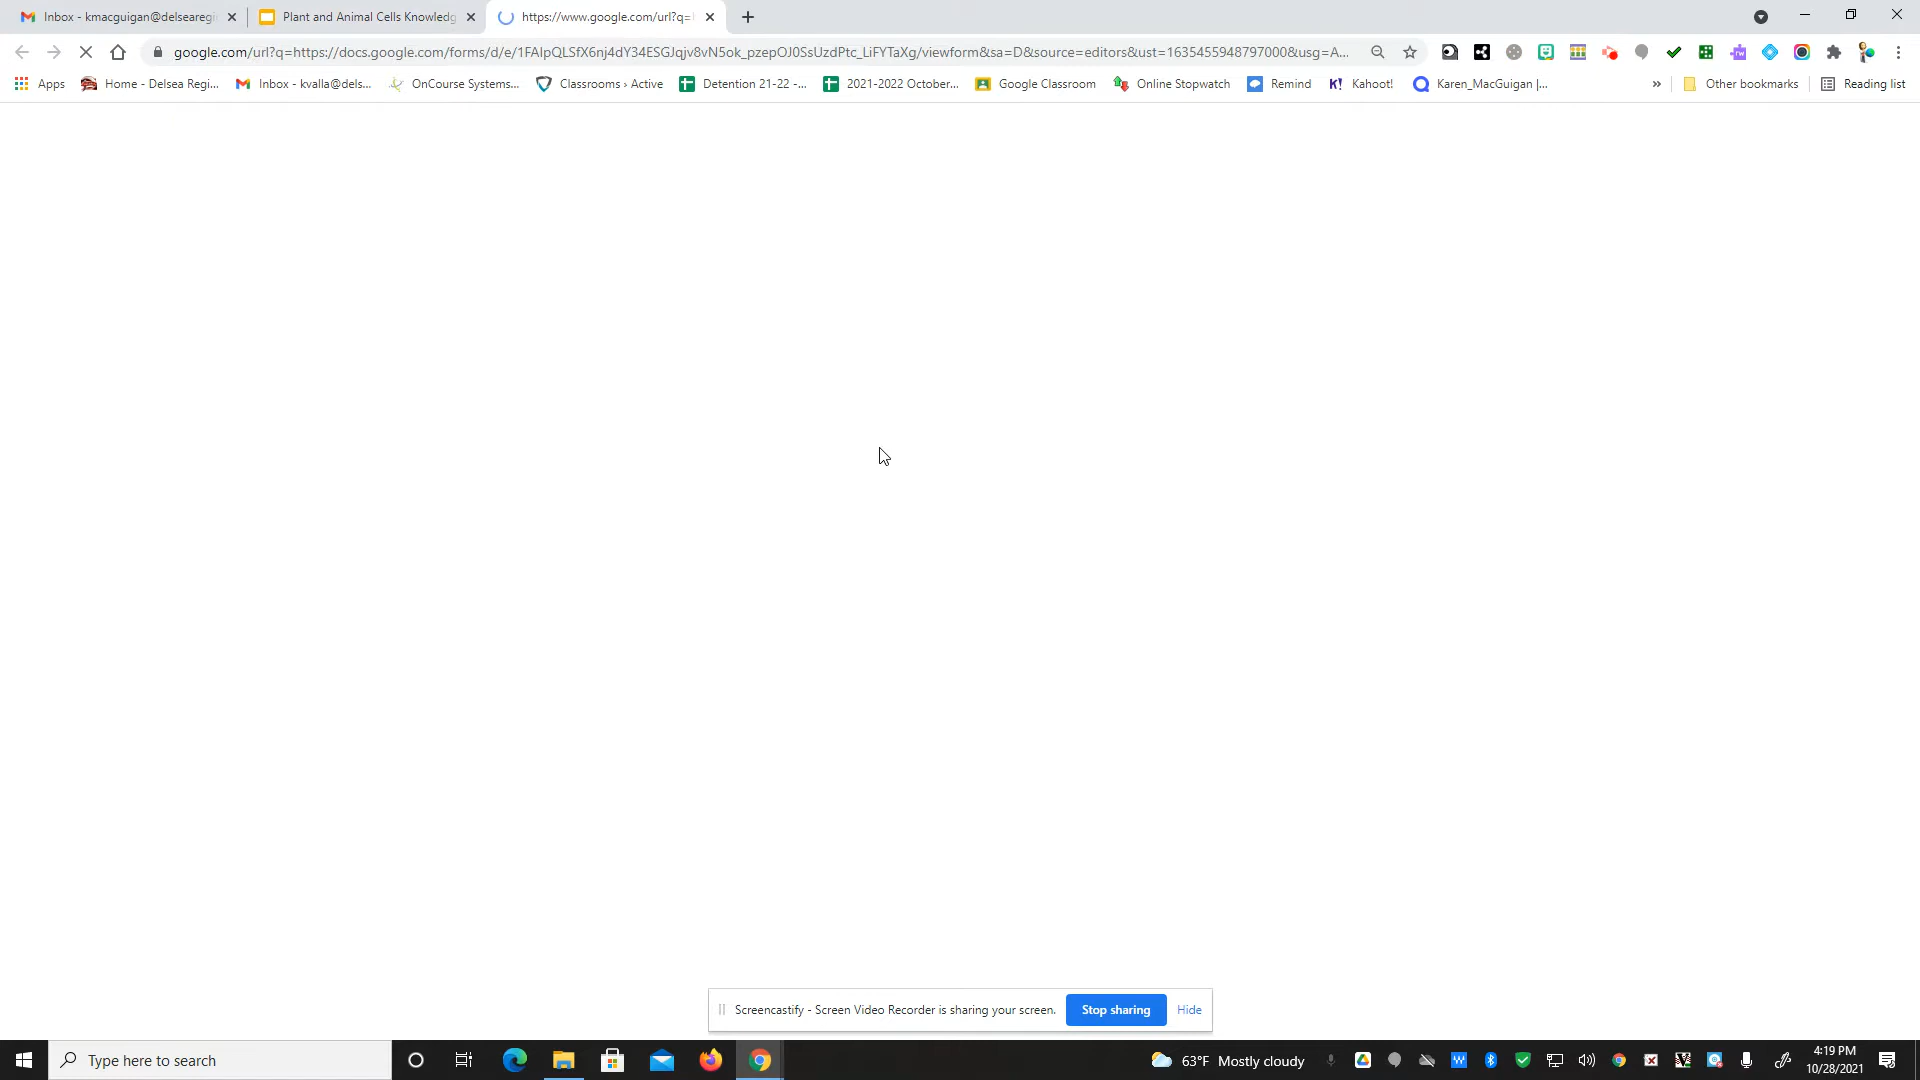 Inbox - kmacguigan@delsearegi
Plant and Animal Cells Knowledg
https://www.google.com/url?q=
google.com/url?q=https://docs.google.com/forms/d/e/1FAIpQLSfX6nj4dY34ESGJqjv8vN5ok_pzepOJ0SsUzdPtc_LiFYTaXg/viewform&sa=D&source=editors&ust=1635455948797000&usg=A...
Apps
Home - Delsea Regi...
Inbox - kvalla@dels...
OnCourse Systems...
Classrooms › Active
Detention 21-22 -...
2021-2022 October...
Google Classroom
Online Stopwatch
Remind
K! Kahoot!
Karen_MacGuigan |...
»
Other bookmarks
Reading list
Screencastify - Screen Video Recorder is sharing your screen.
Stop sharing
Hide
Type here to search
63°F Mostly cloudy
4:19 PM
10/28/2021